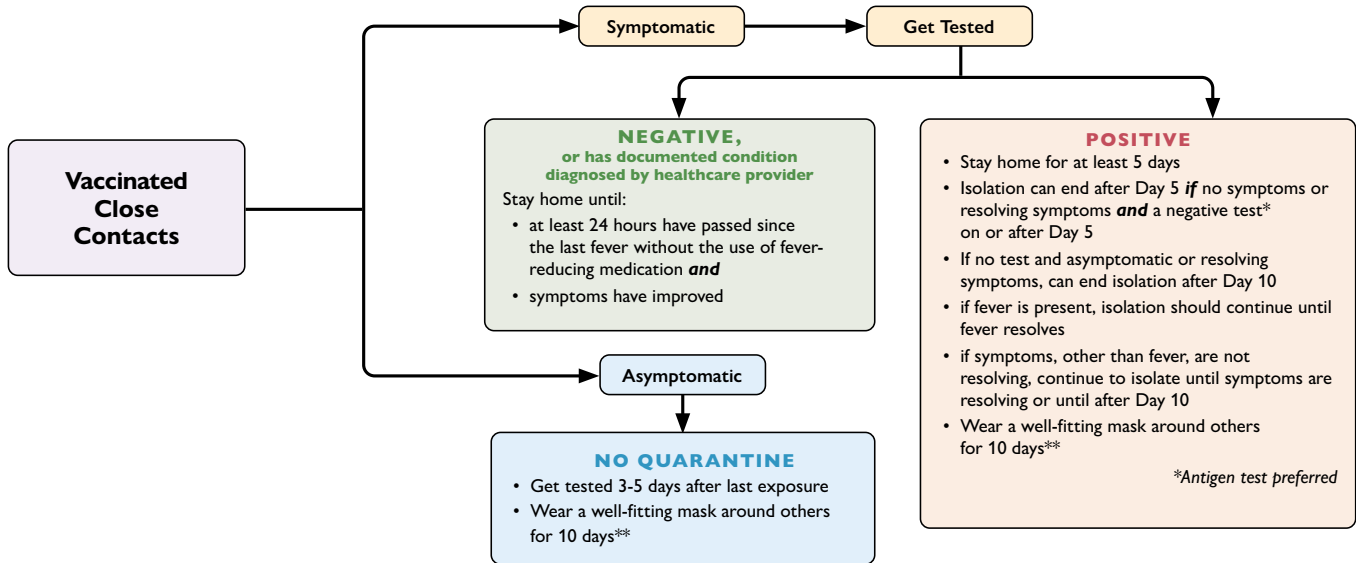 Symptomatic
Get Tested
Vaccinated
Close
Contacts
NEGATIVE,
or has documented condition
diagnosed by healthcare provider
Stay home until:
• at least 24 hours have passed since
the last fever without the use of fever-
reducing medication and
• symptoms have improved
POSITIVE
• Stay home for at least 5 days
• Isolation can end after Day 5 if no symptoms or
resolving symptoms and a negative test*
on or after Day 5
• If no test and asymptomatic or resolving
symptoms, can end isolation after Day 10
• if fever is present, isolation should continue until
fever resolves
• if symptoms, other than fever, are not
resolving, continue to isolate until symptoms are
resolving or until after Day 10
• Wear a well-fitting mask around others
for 10 days**
*Antigen test preferred
Asymptomatic
NO QUARANTINE
• Get tested 3-5 days after last exposure
• Wear a well-fitting mask around others
for 10 days**